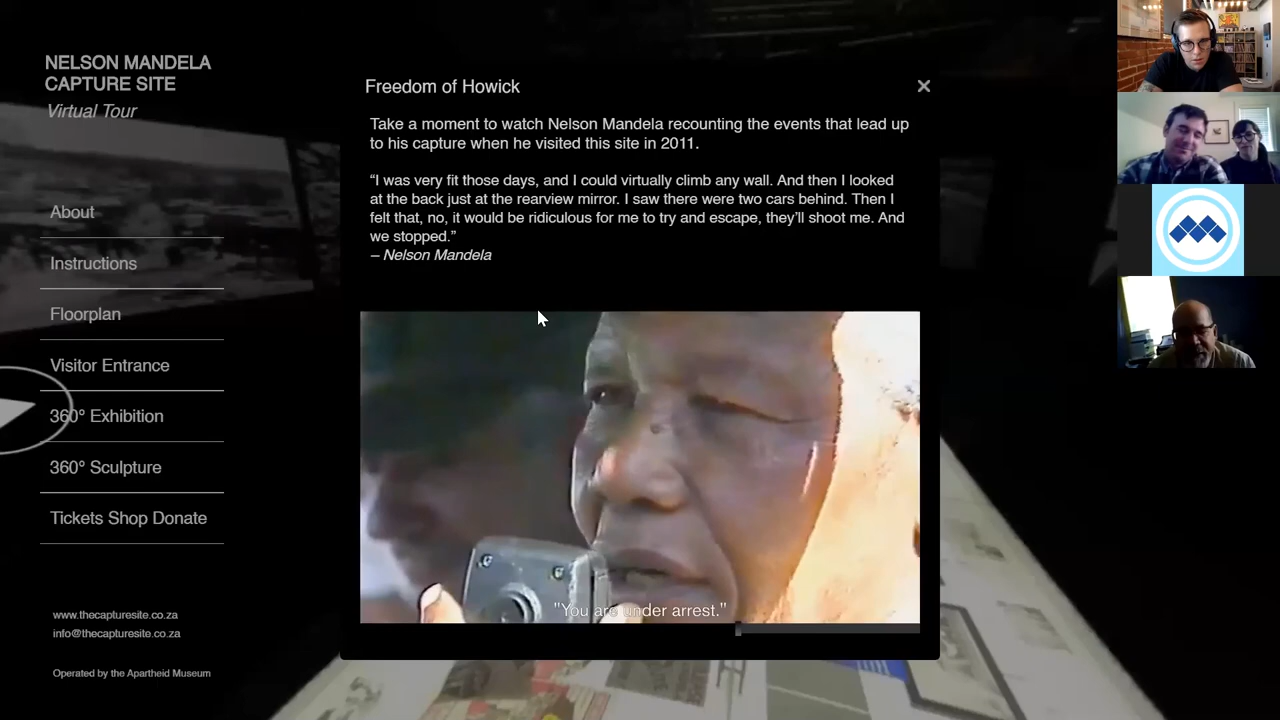 NELSON MANDELA
CAPTURE SITE
Virtual Tour
About
Instructions
Floorplan
Visitor Entrance
360º Exhibition
360º Sculpture
Tickets Shop Donate
www.thecapturesite.co.za
info@thecapturesite.co.za
Operated by the Apartheid Museum
Freedom of Howick
Take a moment to watch Nelson Mandela recounting the events that lead up
to his capture when he visited this site in 2011.
“I was very fit those days, and I could virtually climb any wall. And then I looked
at the back just at the rearview mirror. I saw there were two cars behind. Then I
felt that, no, it would be ridiculous for me to try and escape, they’ll shoot me. And
we stopped.”
– Nelson Mandela
"You are under arrest."